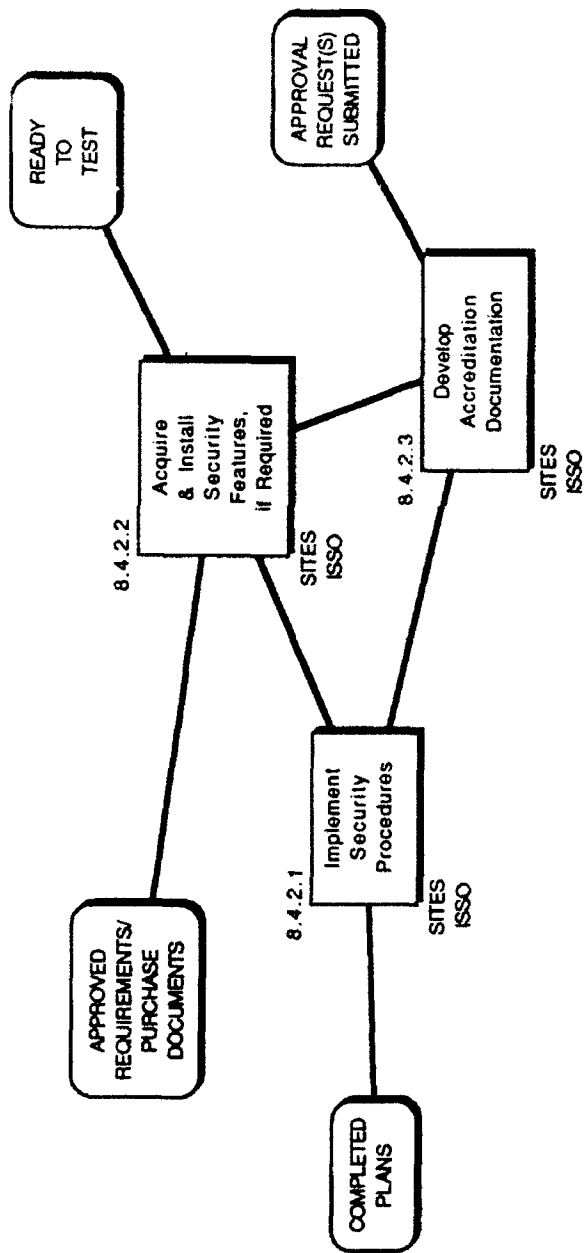 APPROVED
REQUIREMENTS/
PURCHASE
DOCUMENTS
COMPLETED
PLANS
8.4.2.1
Implement
Security
Procedures
SITES
ISSO
8.4.2.2
Acquire
& Install
Security
Features,
if Required
SITES
ISSO
8.4.2.3
Develop
Accreditation
Documentation
SITES
ISSO
READY
TO
TEST
APPROVAL
REQUEST(S)
SUBMITTED